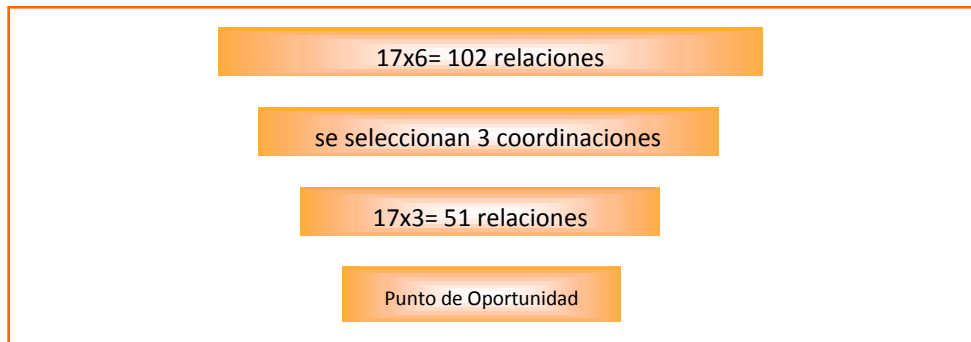 17x6= 102 relaciones
se seleccionan 3 coordinaciones
17x3= 51 relaciones
Punto de Oportunidad